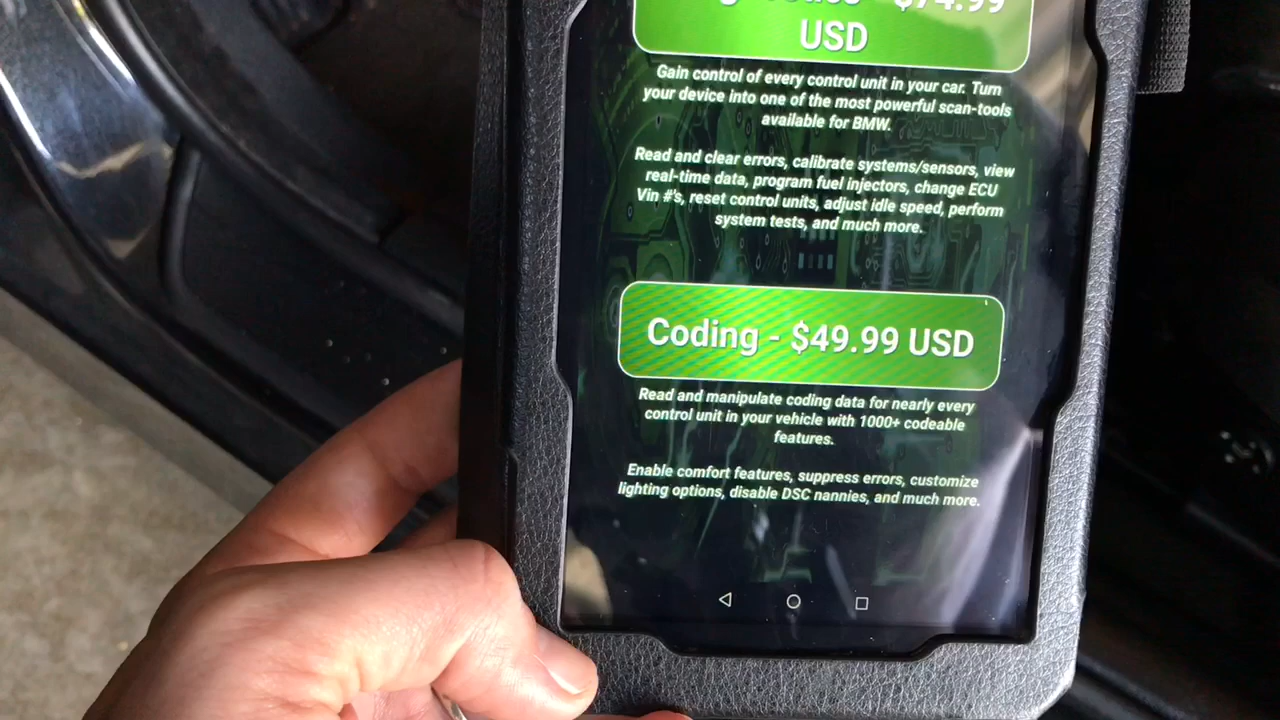 $74.99
USD
Gain control of every control unit in your car. Turn
your device into one of the most powerful scan-tools
available for BMW.
Read and clear errors, calibrate systems/sensors, view
real-time data, program fuel injectors, change ECU
Vin #'s, reset control units, adjust idle speed, perform
system tests, and much more.
Coding - $49.99 USD
Read and manipulate coding data for nearly every
control unit in your vehicle with 1000+ codeable
features.
Enable comfort features, suppress errors, customize
lighting options, disable DSC nannies, and much more.